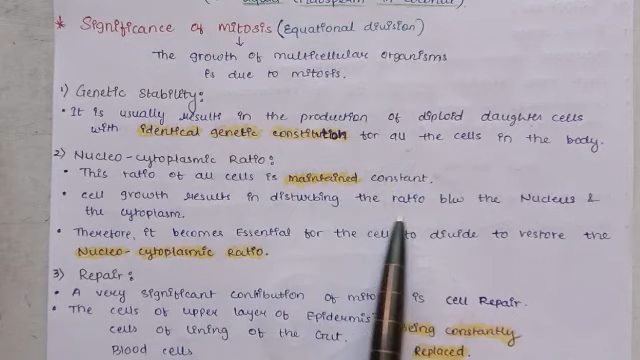 * Significance of mitosis (Equational division)
The growth of multicellular organisms
is due to mitosis.
1) Genetic Stability:
• It is usually results in the production of diploid daughter cells
with identical genetic constitution for all the cells in the body.
2) Nucleo-cytoplasmic Ratio:
• This ratio of all cells is maintained constant.
• Cell growth results in disturbing the ratio b/w the Nucleus &
the cytoplasm.
• Therefore, it becomes Essential for the cell to divide to restore the
Nucleo-cytoplasmic Ratio.
3) Repair:
• A very significant contribution of is cell Repair.
• The cells of upper layer of Epidermis
cells of lining of the Gut. being constantly
Blood cells Replaced.